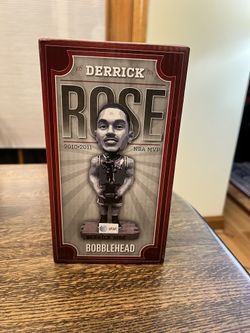 DERRICK
ROSE
2010-2011 NBA MVP
at&t
BOBBLEHEAD